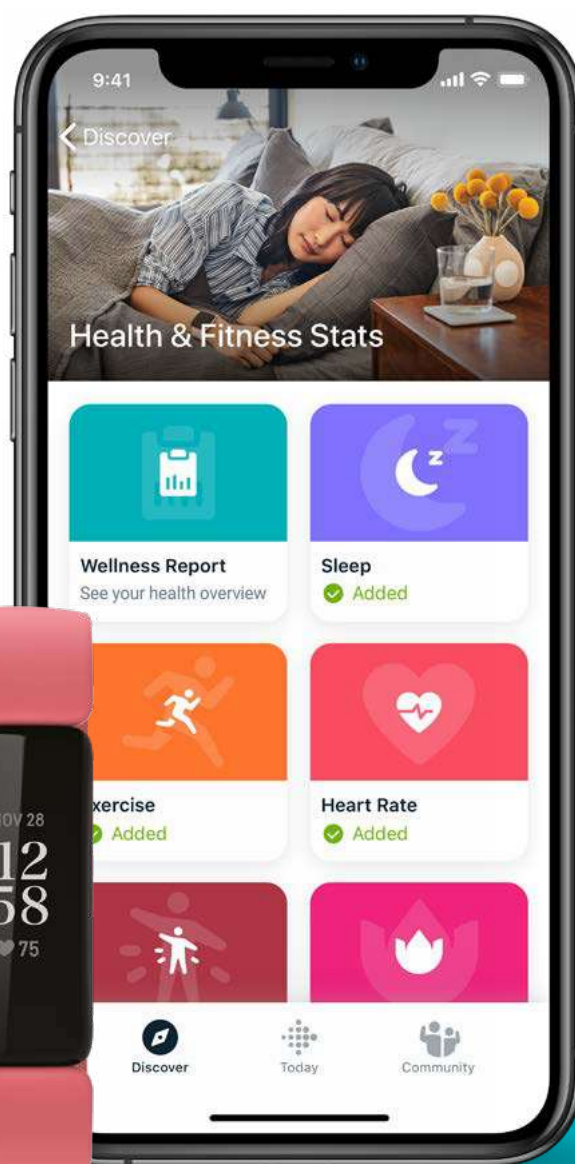 9:41
Discover
Health & Fitness Stats
Wellness Report
See your health overview
Sleep
Added
xercise
Added
Heart Rate
Added
OV 28
12
58
75
Discover
Today
Community